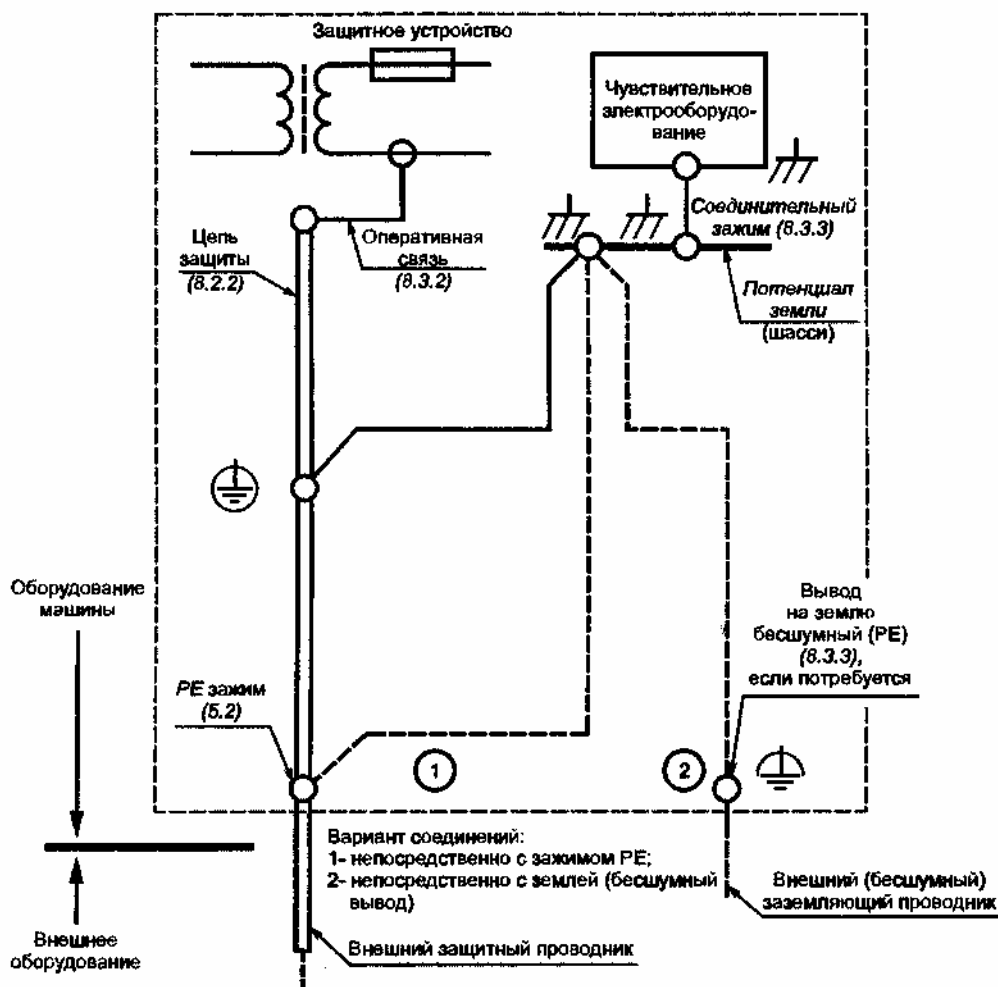 Защитное устройство
Чувствительное
электрооборудо-
вание
Соединительный
зажим (8.3.3)
Цепь
защиты
(8.2.2)
Оперативная
связь
(8.3.2)
Потенциал
земли
(шасси)
Оборудование
машины
Вывод
на землю
бесшумный (PE)
(8.3.3),
если потребуется
PE зажим
(5.2)
1
2
Вариант соединений:
1- непосредственно с зажимом PE;
2- непосредственно с землей (бесшумный
вывод)
Внешний (бесшумный)
заземляющий проводник
Внешнее
оборудование
Внешний защитный проводник